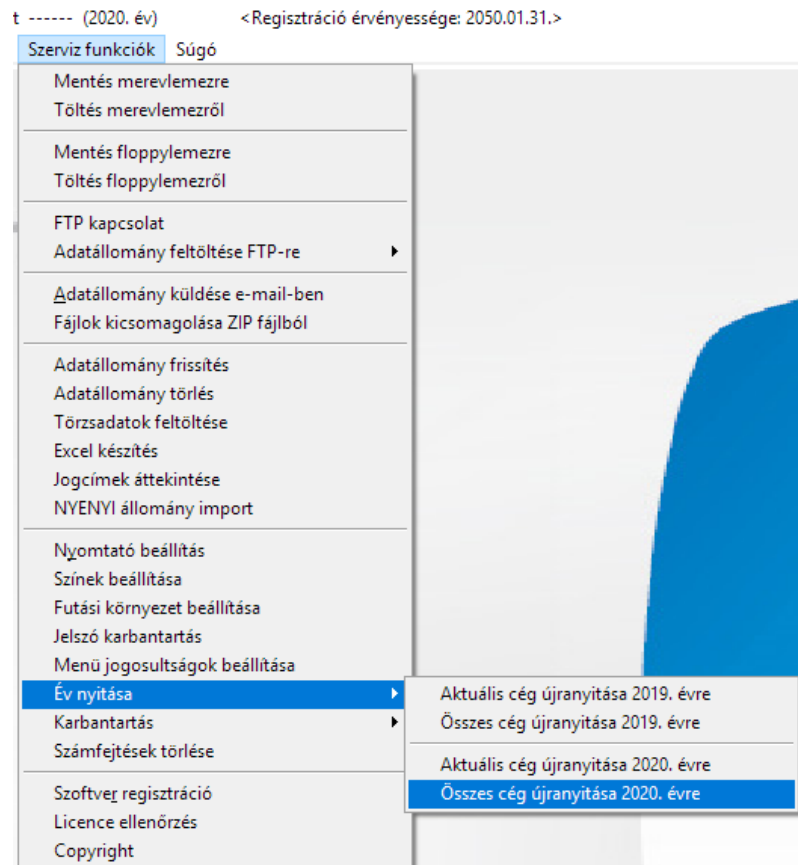 t ------ (2020. év) <Regisztráció érvényessége: 2050.01.31.>
Szerviz funkciók Súgó
Mentés merevlemezre
Töltés merevlemezről
Mentés floppylemezre
Töltés floppylemezről
FTP kapcsolat
Adatállomány feltöltése FTP-re
Adatállomány küldése e-mail-ben
Fájlok kicsomagolása ZIP fájlból
Adatállomány frissítés
Adatállomány törlés
Törzsadatok feltöltése
Excel készítés
Jogcímek áttekintése
NYENYI állomány import
Nyomtató beállítás
Színek beállítása
Futási környezet beállítása
Jelszó karbantartás
Menü jogosultságok beállítása
Év nyitása
Karbantartás
Számfejtések törlése
Szoftver regisztráció
Licence ellenőrzés
Copyright
Aktuális cég újranyitása 2019. évre
Összes cég újranyitása 2019. évre
Aktuális cég újranyitása 2020. évre
Összes cég újranyitása 2020. évre